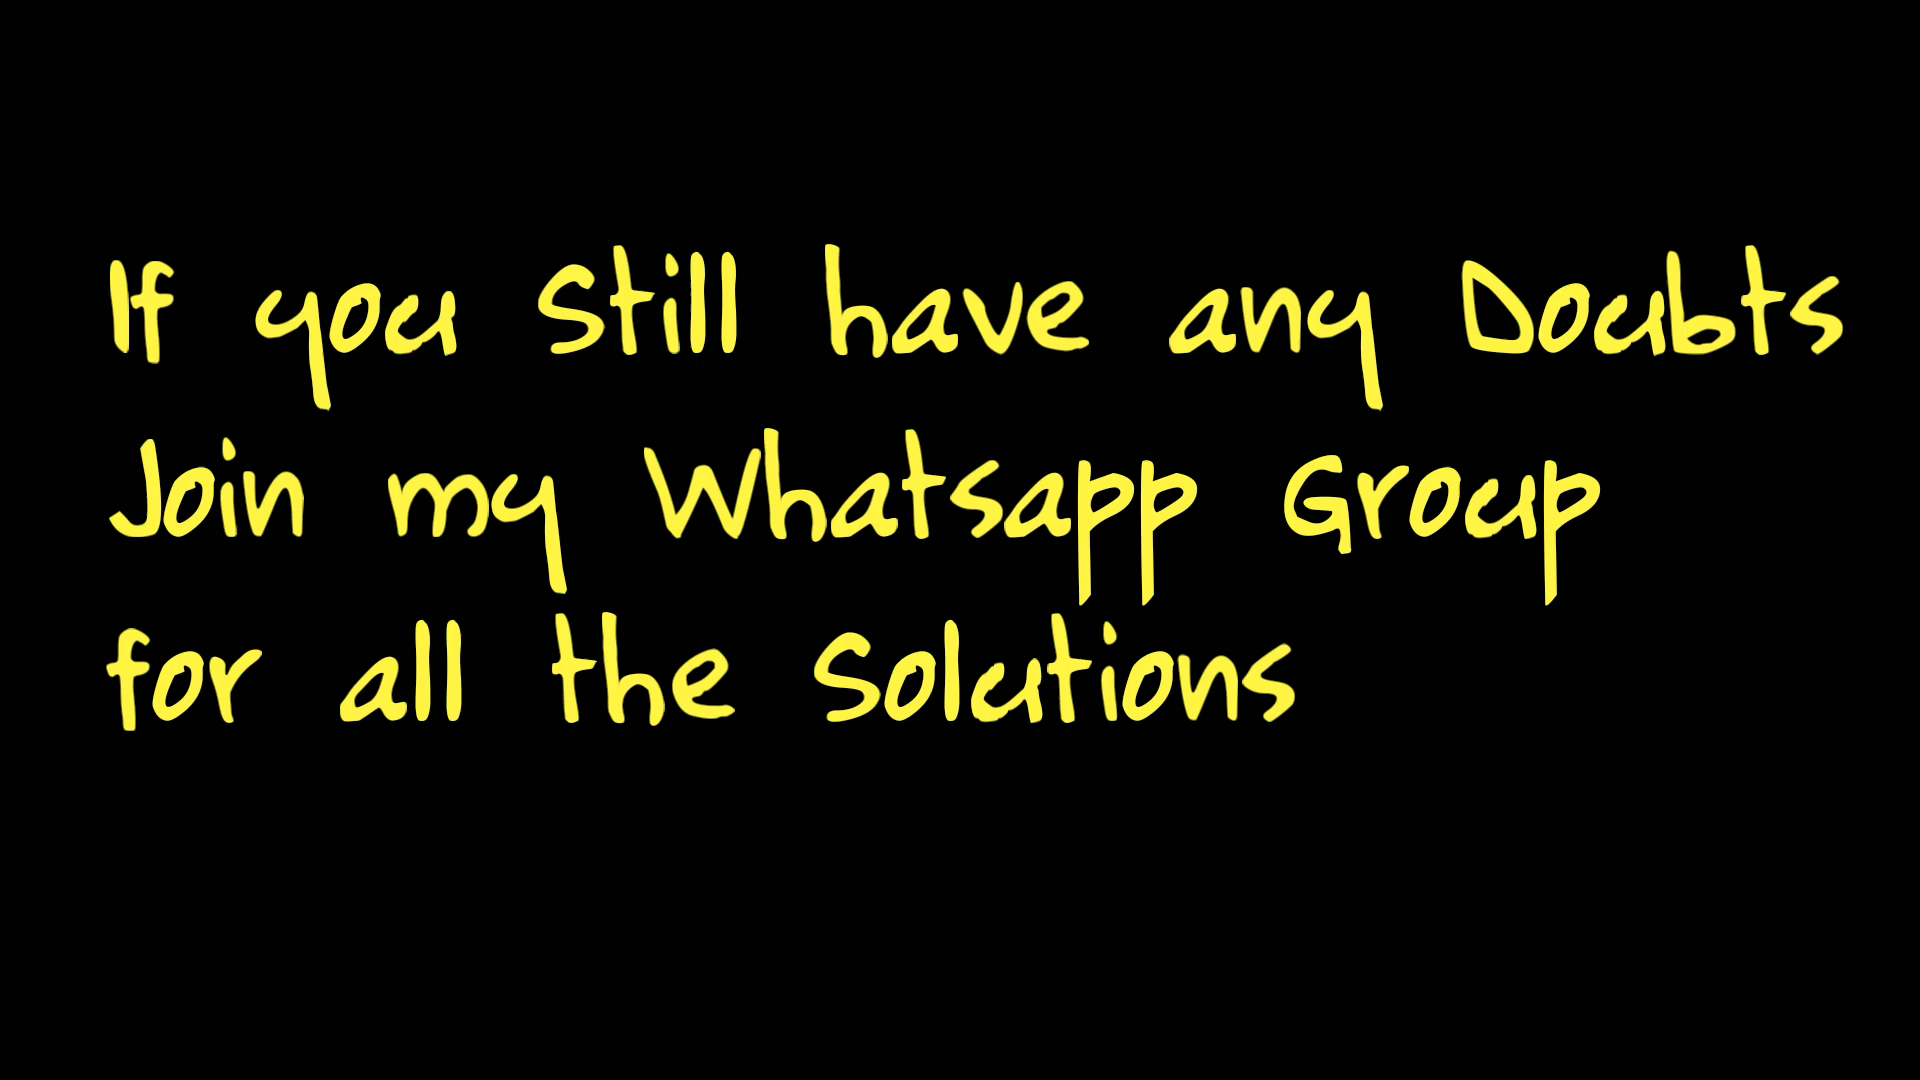 If you Still have any Doubts
Join my Whatsapp Group
for all the Solutions